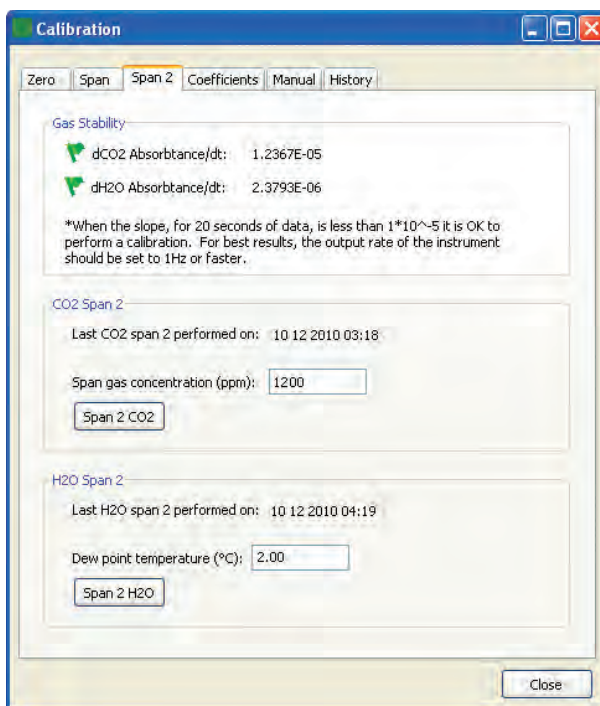 Calibration
Zero Span Span 2 Coefficients Manual History
Gas Stability
dCO2 Absorbtance/dt: 1.2367E-05
dH2O Absorbtance/dt: 2.3793E-06
*When the slope, for 20 seconds of data, is less than 1*10^-5 it is OK to
perform a calibration. For best results, the output rate of the instrument
should be set to 1Hz or faster.
CO2 Span 2
Last CO2 span 2 performed on: 10 12 2010 03:18
Span gas concentration (ppm): 1200
Span 2 CO2
H2O Span 2
Last H2O span 2 performed on: 10 12 2010 04:19
Dew point temperature (°C): 2.00
Span 2 H2O
Close